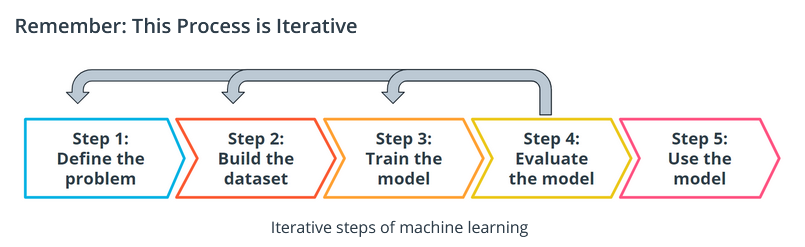 Remember: This Process is Iterative
Step 1:
Define the
problem
Step 2:
Build the
dataset
Step 3:
Train the
model
Step 4:
Evaluate
the model
Step 5:
Use the
model
Iterative steps of machine learning